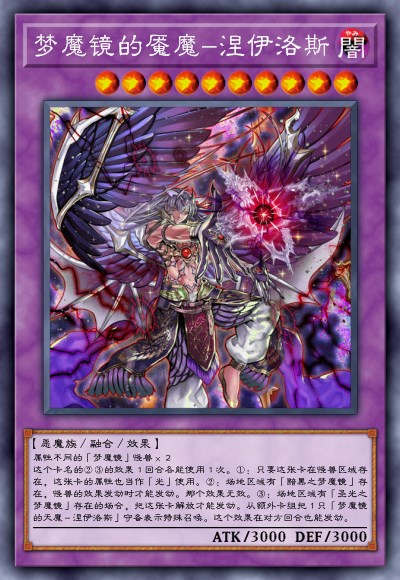 梦魔镜的魇魔-涅伊洛斯
やみ
闇
【恶魔族/融合/效果】
属性不同的「梦魔镜」怪兽×2
这个卡名的②③的效果1回合各能使用1次。①：只要这张卡在怪兽区域存
在，这张卡的属性也当作「光」使用。②：场地区域有「黯黑之梦魔镜」存
在，怪兽的效果发动时才能发动。那个效果无效。③：场地区域有「圣光之
梦魔镜」存在的场合，把这张卡解放才能发动。从额外卡组把1只「梦魔镜
的天魔-涅伊洛斯」守备表示特殊召唤。这个效果在对方回合也能发动。
ATK/3000 DEF/3000